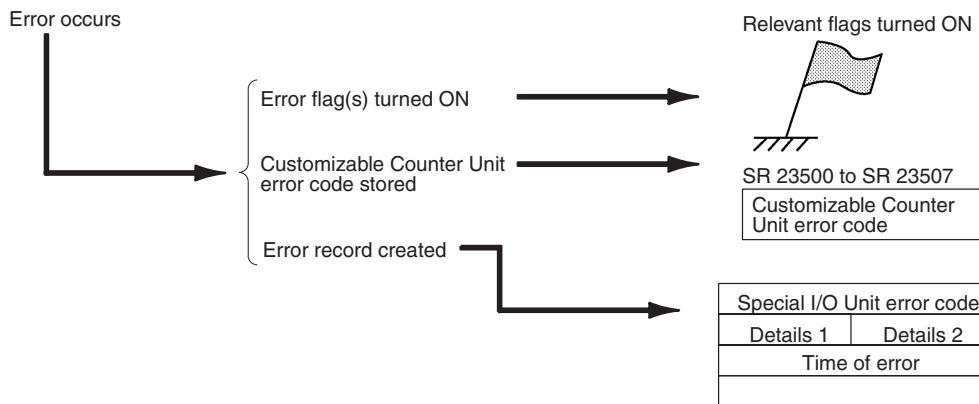 Error occurs
Relevant flags turned ON
Error flag(s) turned ON
Customizable Counter Unit
error code stored
SR 23500 to SR 23507
Customizable Counter
Unit error code
Error record created
Special I/O Unit error code
Details 1 Details 2
Time of error